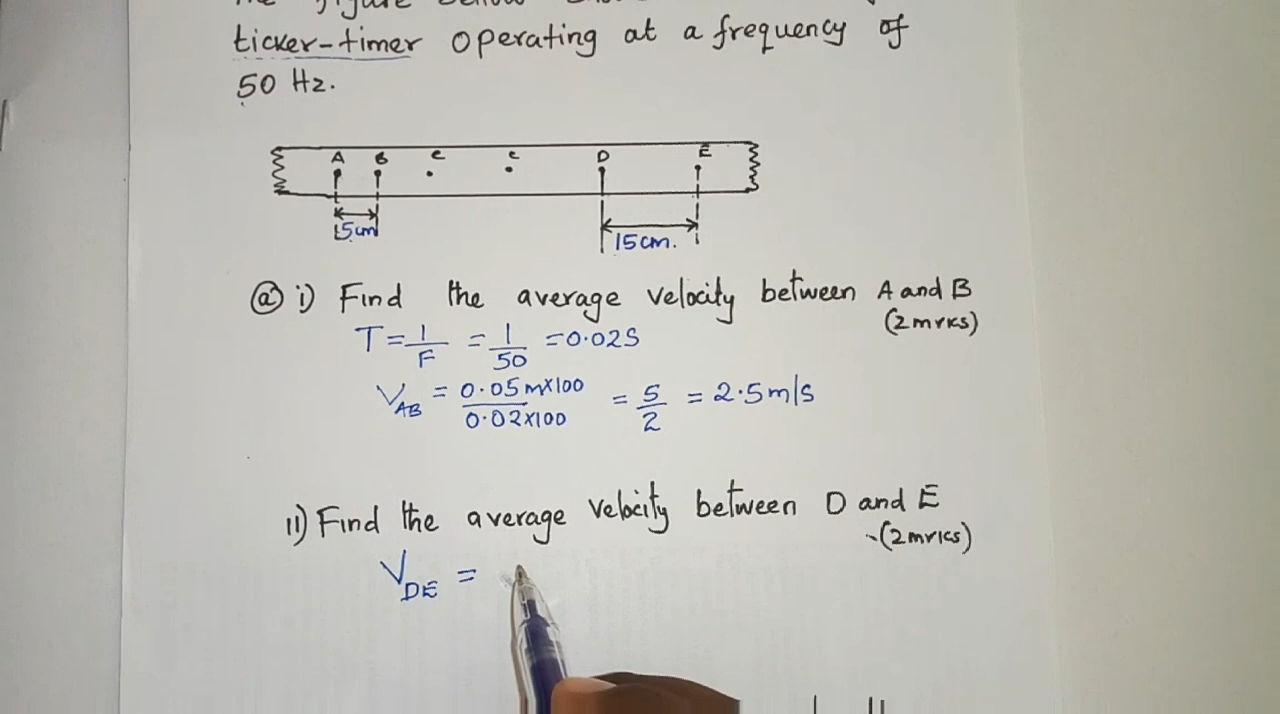 ticker-timer operating at a frequency of
50 Hz.
A B c c D E
5cm
15cm.
a i) Find the average velocity between A and B
(2mrks)
T = 1/F = 1/50 = 0.02S
V_AB = 0.05m×100 / 0.02×100 = 5/2 = 2.5m/s
ii) Find the average velocity between D and E
-(2mrks)
V_DE =